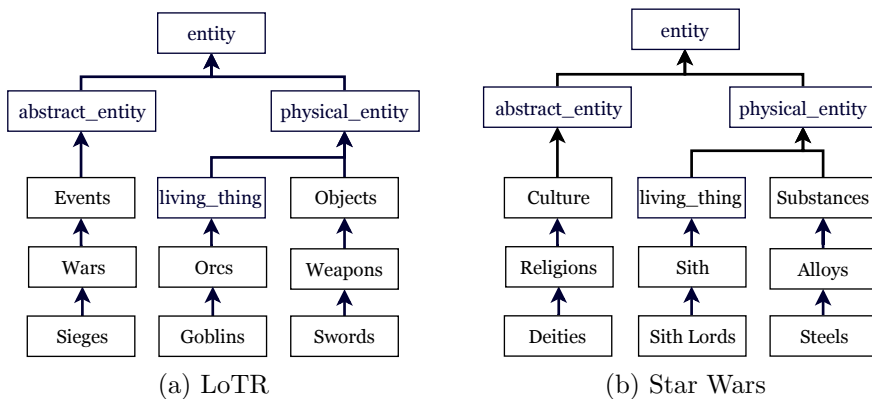 entity
abstract_entity
physical_entity
Events
living_thing
Objects
Wars
Orcs
Weapons
Sieges
Goblins
Swords
(a) LoTR
entity
abstract_entity
physical_entity
Culture
living_thing
Substances
Religions
Sith
Alloys
Deities
Sith Lords
Steels
(b) Star Wars